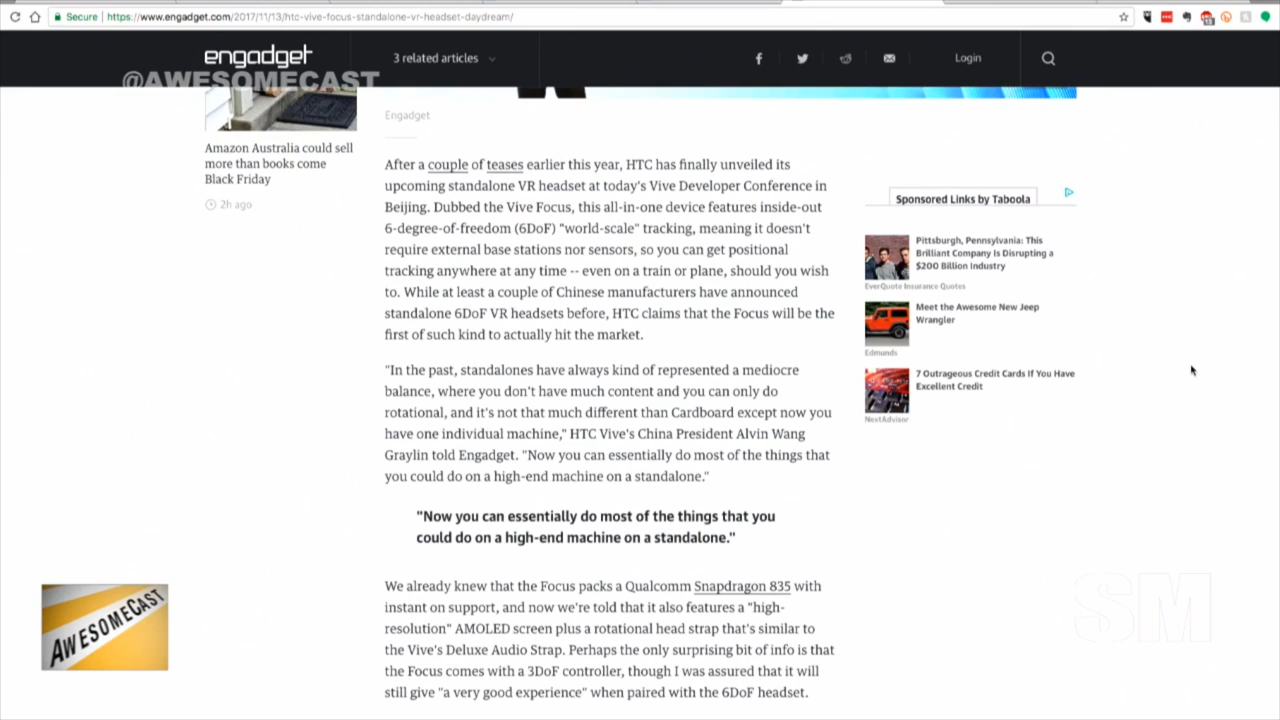 Secure
https://www.engadget.com/2017/11/13/htc-vive-focus-standalone-vr-headset-daydream/
engadget
3 related articles
Login
@AWESOMECAST
Amazon Australia could sell
more than books come
Black Friday
2h ago
Engadget
After a couple of teases earlier this year, HTC has finally unveiled its
upcoming standalone VR headset at today's Vive Developer Conference in
Beijing. Dubbed the Vive Focus, this all-in-one device features inside-out
6-degree-of-freedom (6DoF) "world-scale" tracking, meaning it doesn't
require external base stations nor sensors, so you can get positional
tracking anywhere at any time -- even on a train or plane, should you wish
to. While at least a couple of Chinese manufacturers have announced
standalone 6DoF VR headsets before, HTC claims that the Focus will be the
first of such kind to actually hit the market.
"In the past, standalones have always kind of represented a mediocre
balance, where you don't have much content and you can only do
rotational, and it's not that much different than Cardboard except now you
have one individual machine," HTC Vive's China President Alvin Wang
Graylin told Engadget. "Now you can essentially do most of the things that
you could do on a high-end machine on a standalone."
"Now you can essentially do most of the things that you
could do on a high-end machine on a standalone."
We already knew that the Focus packs a Qualcomm Snapdragon 835 with
instant on support, and now we're told that it also features a "high-
resolution" AMOLED screen plus a rotational head strap that's similar to
the Vive's Deluxe Audio Strap. Perhaps the only surprising bit of info is that
the Focus comes with a 3DoF controller, though I was assured that it will
still give "a very good experience" when paired with the 6DoF headset.
Sponsored Links by Taboola
Pittsburgh, Pennsylvania: This
Brilliant Company Is Disrupting a
$200 Billion Industry
EverQuote Insurance Quotes
Meet the Awesome New Jeep
Wrangler
Edmunds
7 Outrageous Credit Cards If You Have
Excellent Credit
NextAdvisor
AWESOMECAST
SM